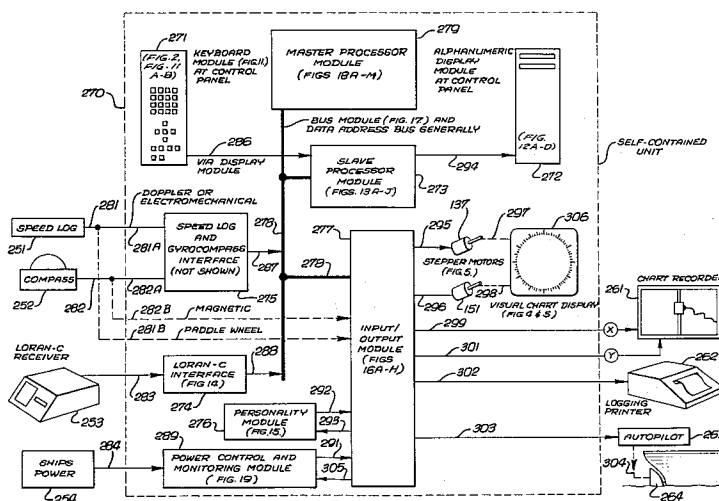 271
(FIG. 2,
FIG. 11
A-B)
KEYBOARD
MODULE (FIG. 11)
AT CONTROL
PANEL
MASTER PROCESSOR
MODULE
(FIGS 18A-M)
279
ALPHANUMERIC
DISPLAY
MODULE
AT CONTROL
PANEL
270
BUS MODULE (FIG. 17) AND
DATA ADDRESS BUS GENERALLY
286
VIA DISPLAY
MODULE
SLAVE
PROCESSOR
MODULE
(FIGS. 13A-J)
273
294
(FIG.
12A-D)
272
SELF-CONTAINED
UNIT
281
DOPPLER OR
ELECTROMECHANICAL
SPEED LOG
251
281A
SPEED LOG
AND
GYROCOMPASS
INTERFACE
(NOT SHOWN)
275
278
287
COMPASS
252
282
282A
282B
MAGNETIC
281B
PADDLE WHEEL
277
278
INPUT/
OUTPUT
MODULE
(FIGS
16A-H)
295
137
297
STEPPER MOTORS
(FIG. 5.)
296
151
298
306
VISUAL CHART DISPLAY
(FIG 4 & 5)
CHART RECORDER
261
299
X
301
Y
302
262
LOGGING
PRINTER
LORAN-C
RECEIVER
253
283
LORAN-C
INTERFACE
(FIG 14.)
274
288
276
PERSONALITY
MODULE
(FIG. 15.)
292
293
289
POWER CONTROL AND
MONITORING MODULE
(FIG. 19)
291
305
SHIPS
POWER
254
284
303
AUTOPILOT
304
264